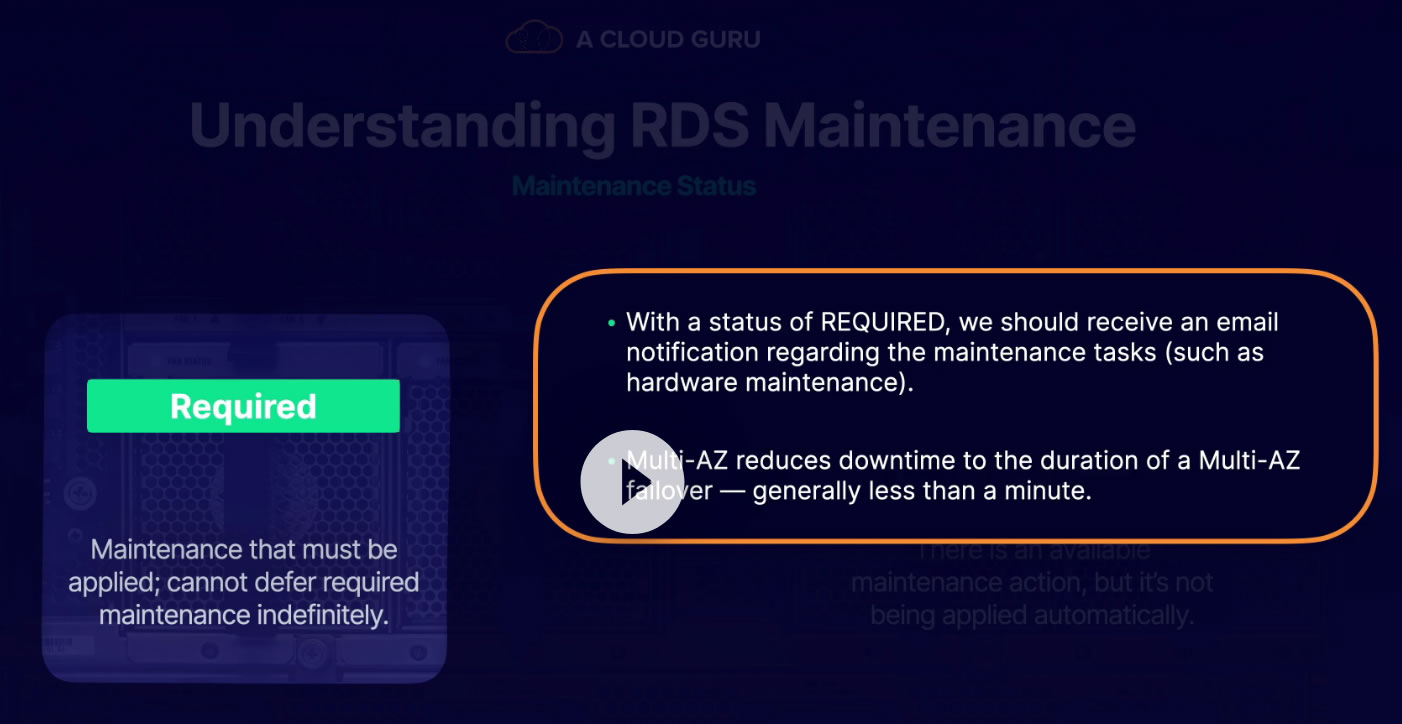 A CLOUD GURU
Understanding RDS Maintenance
Maintenance Status
Required
Maintenance that must be
applied; cannot defer required
maintenance indefinitely.
• With a status of REQUIRED, we should receive an email
notification regarding the maintenance tasks (such as
hardware maintenance).
• Multi-AZ reduces downtime to the duration of a Multi-AZ
failover — generally less than a minute.
There is an available
maintenance action, but it’s not
being applied automatically.